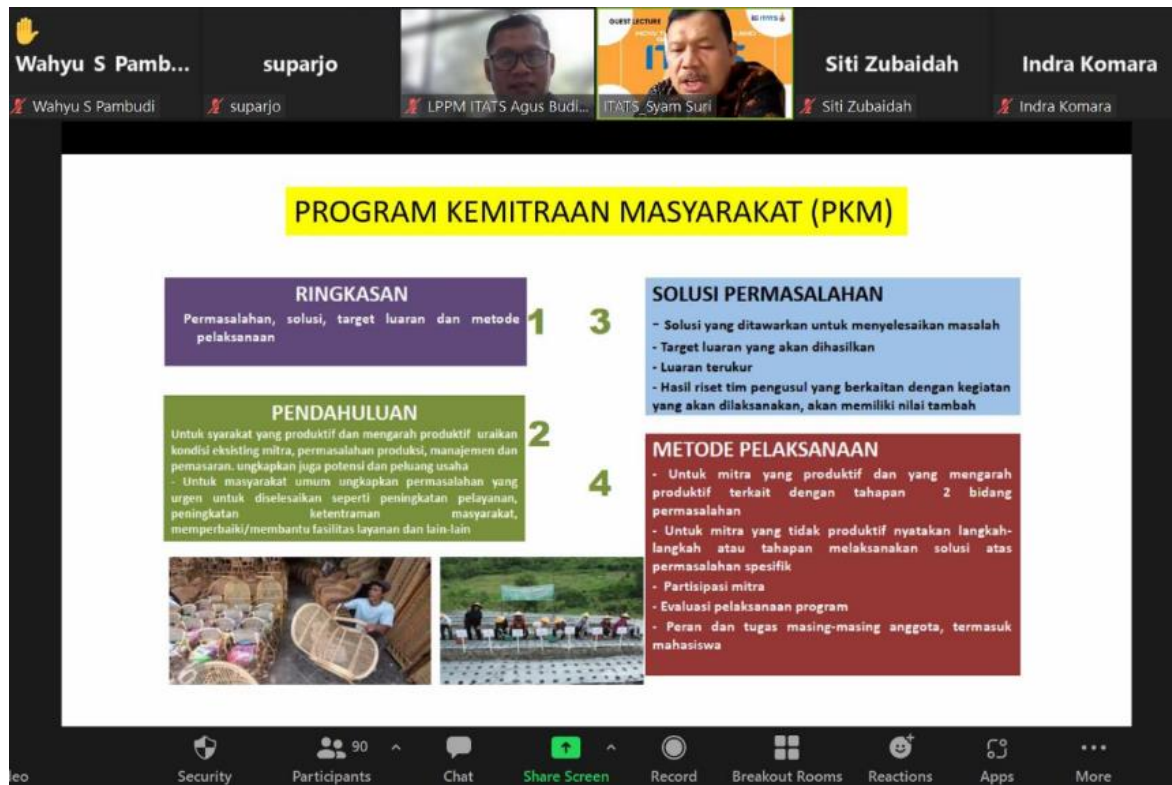 Wahyu S Pamb...
suparjo
Siti Zubaidah
Indra Komara
GUEST LECTURE
Wahyu S Pambudi
suparjo
LPPM ITATS Agus Budi...
ITATS_Syam Suri
Siti Zubaidah
Indra Komara
PROGRAM KEMITRAAN MASYARAKAT (PKM)
RINGKASAN
Permasalahan, solusi, target luaran dan metode
pelaksanaan
1
PENDAHULUAN
Untuk syarakat yang produktif dan mengarah produktif uraikan
kondisi eksisting mitra, permasalahan produksi, manajemen dan
pemasaran. ungkapkan juga potensi dan peluang usaha
- Untuk masyarakat umum ungkapkan permasalahan yang
urgen untuk diselesaikan seperti peningkatan pelayanan,
peningkatan ketentraman masyarakat,
memperbaiki/membantu fasilitas layanan dan lain-lain
2
3
SOLUSI PERMASALAHAN
- Solusi yang ditawarkan untuk menyelesaikan masalah
- Target luaran yang akan dihasilkan
- Luaran terukur
- Hasil riset tim pengusul yang berkaitan dengan kegiatan
yang akan dilaksanakan, akan memiliki nilai tambah
4
METODE PELAKSANAAN
- Untuk mitra yang produktif dan yang mengarah
produktif terkait dengan tahapan 2 bidang
permasalahan
- Untuk mitra yang tidak produktif nyatakan langkah-
langkah atau tahapan melaksanakan solusi atas
permasalahan spesifik
- Partisipasi mitra
- Evaluasi pelaksanaan program
- Peran dan tugas masing-masing anggota, termasuk
mahasiswa
90
leo
Security
Participants
Chat
Share Screen
Record
Breakout Rooms
Reactions
Apps
More